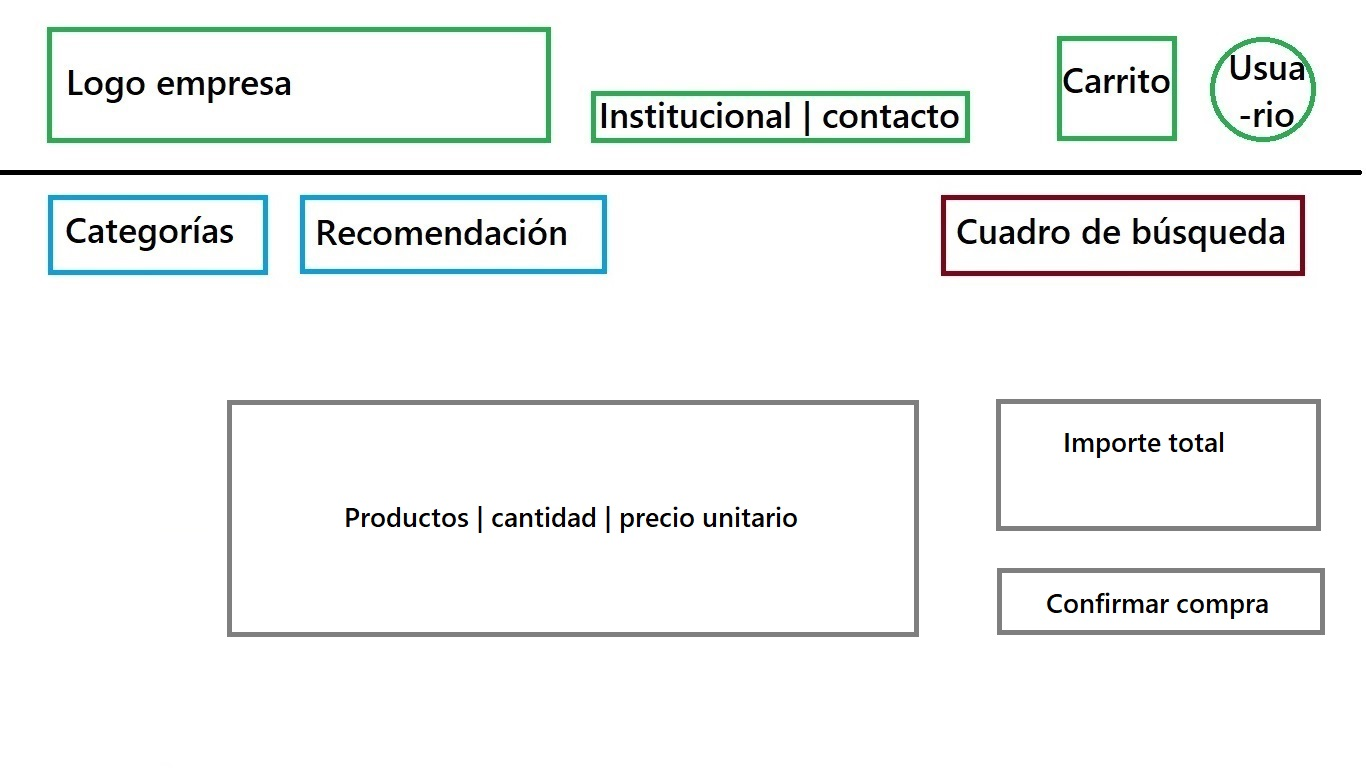 Logo empresa
Institucional | contacto
Carrito
Usua
-rio
Categorías
Recomendación
Cuadro de búsqueda
Productos | cantidad | precio unitario
Importe total
Confirmar compra